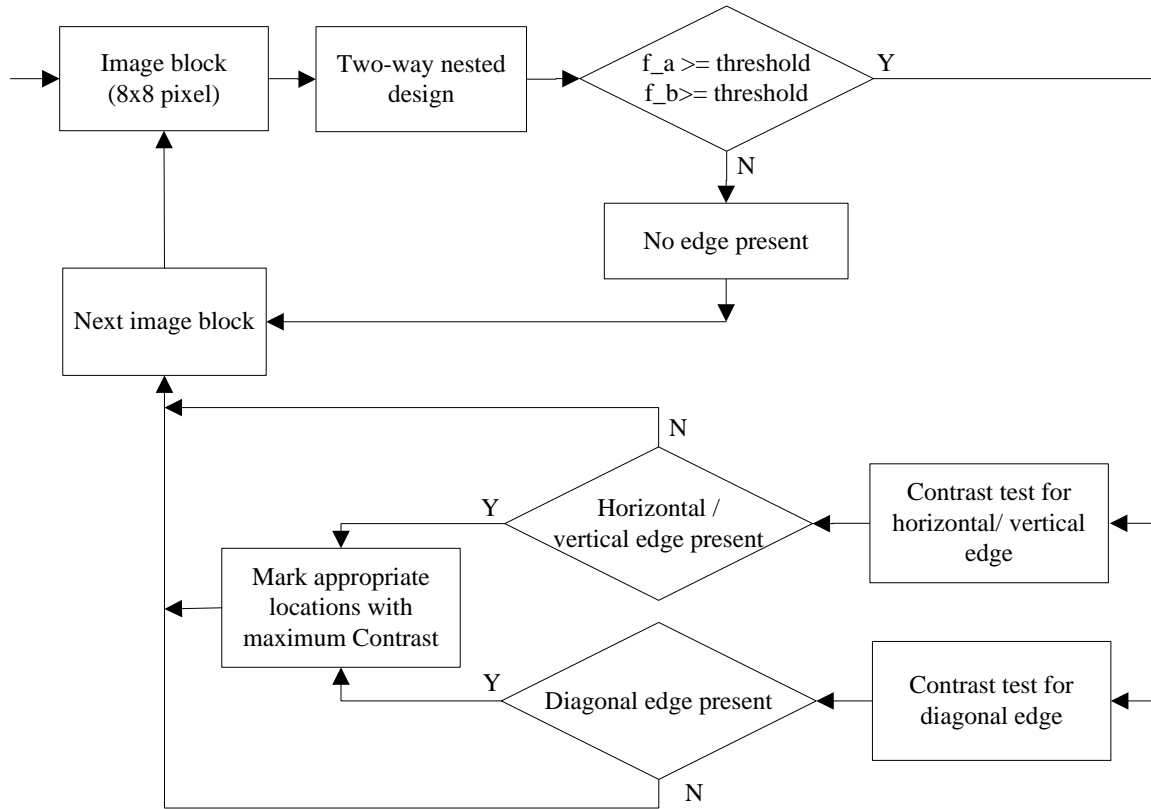 Image block
(8x8 pixel)
Two-way nested
design
f_a >= threshold
f_b>= threshold
Y
N
No edge present
Next image block
N
Horizontal /
vertical edge present
Y
Contrast test for
horizontal/ vertical
edge
Mark appropriate
locations with
maximum Contrast
Y
Diagonal edge present
Contrast test for
diagonal edge
N